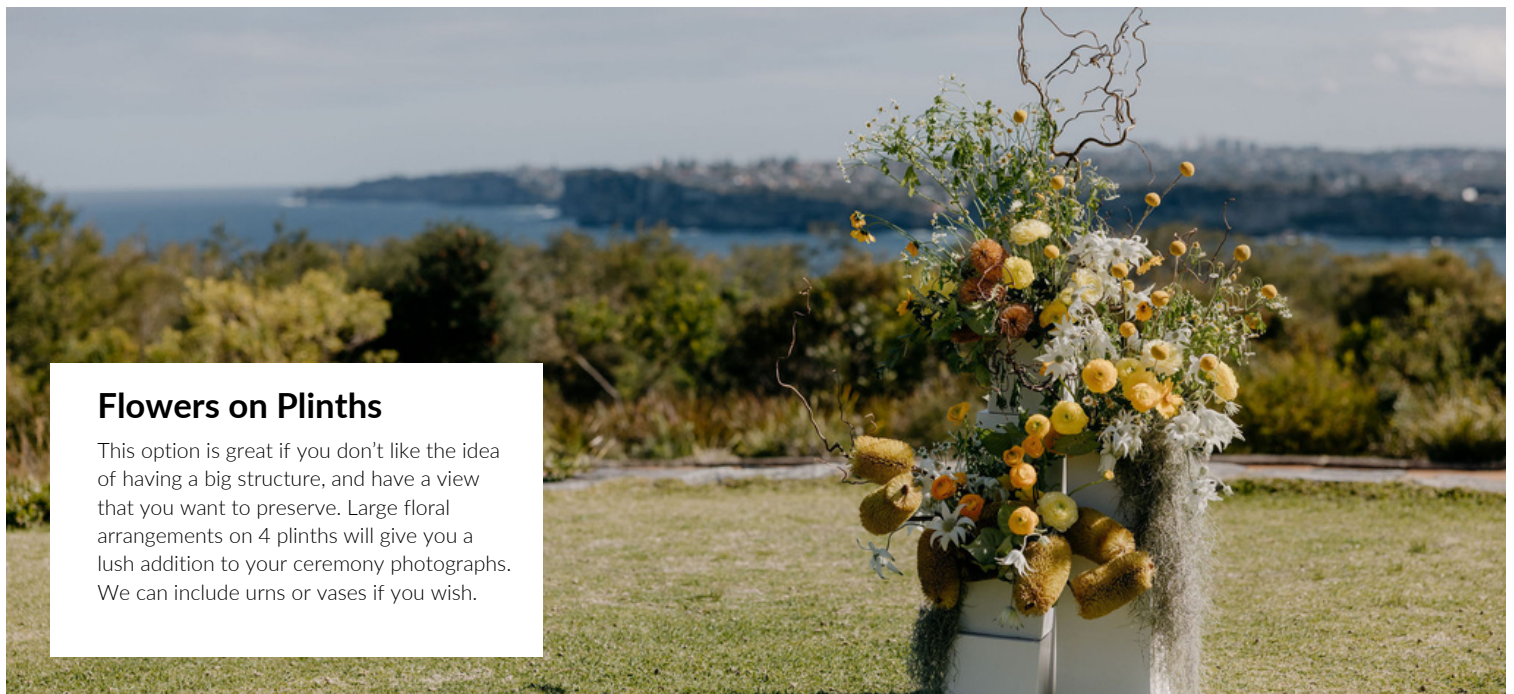 Flowers on Plinths
This option is great if you don’t like the idea
of having a big structure, and have a view
that you want to preserve. Large floral
arrangements on 4 plinths will give you a
lush addition to your ceremony photographs.
We can include urns or vases if you wish.